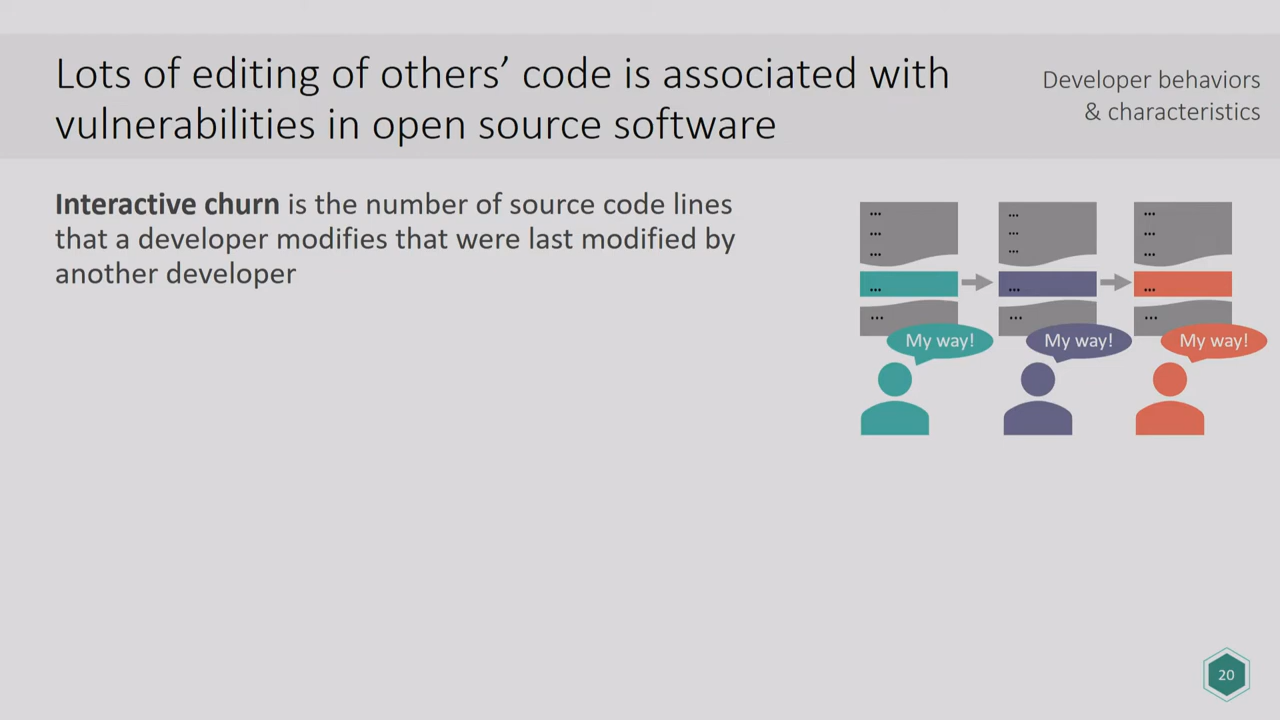 Lots of editing of others’ code is associated with
vulnerabilities in open source software
Developer behaviors
& characteristics
Interactive churn is the number of source code lines
that a developer modifies that were last modified by
another developer
... ... ...
... ... ...
... ... ...
... ... ...
... ... ...
My way! My way! My way!
20